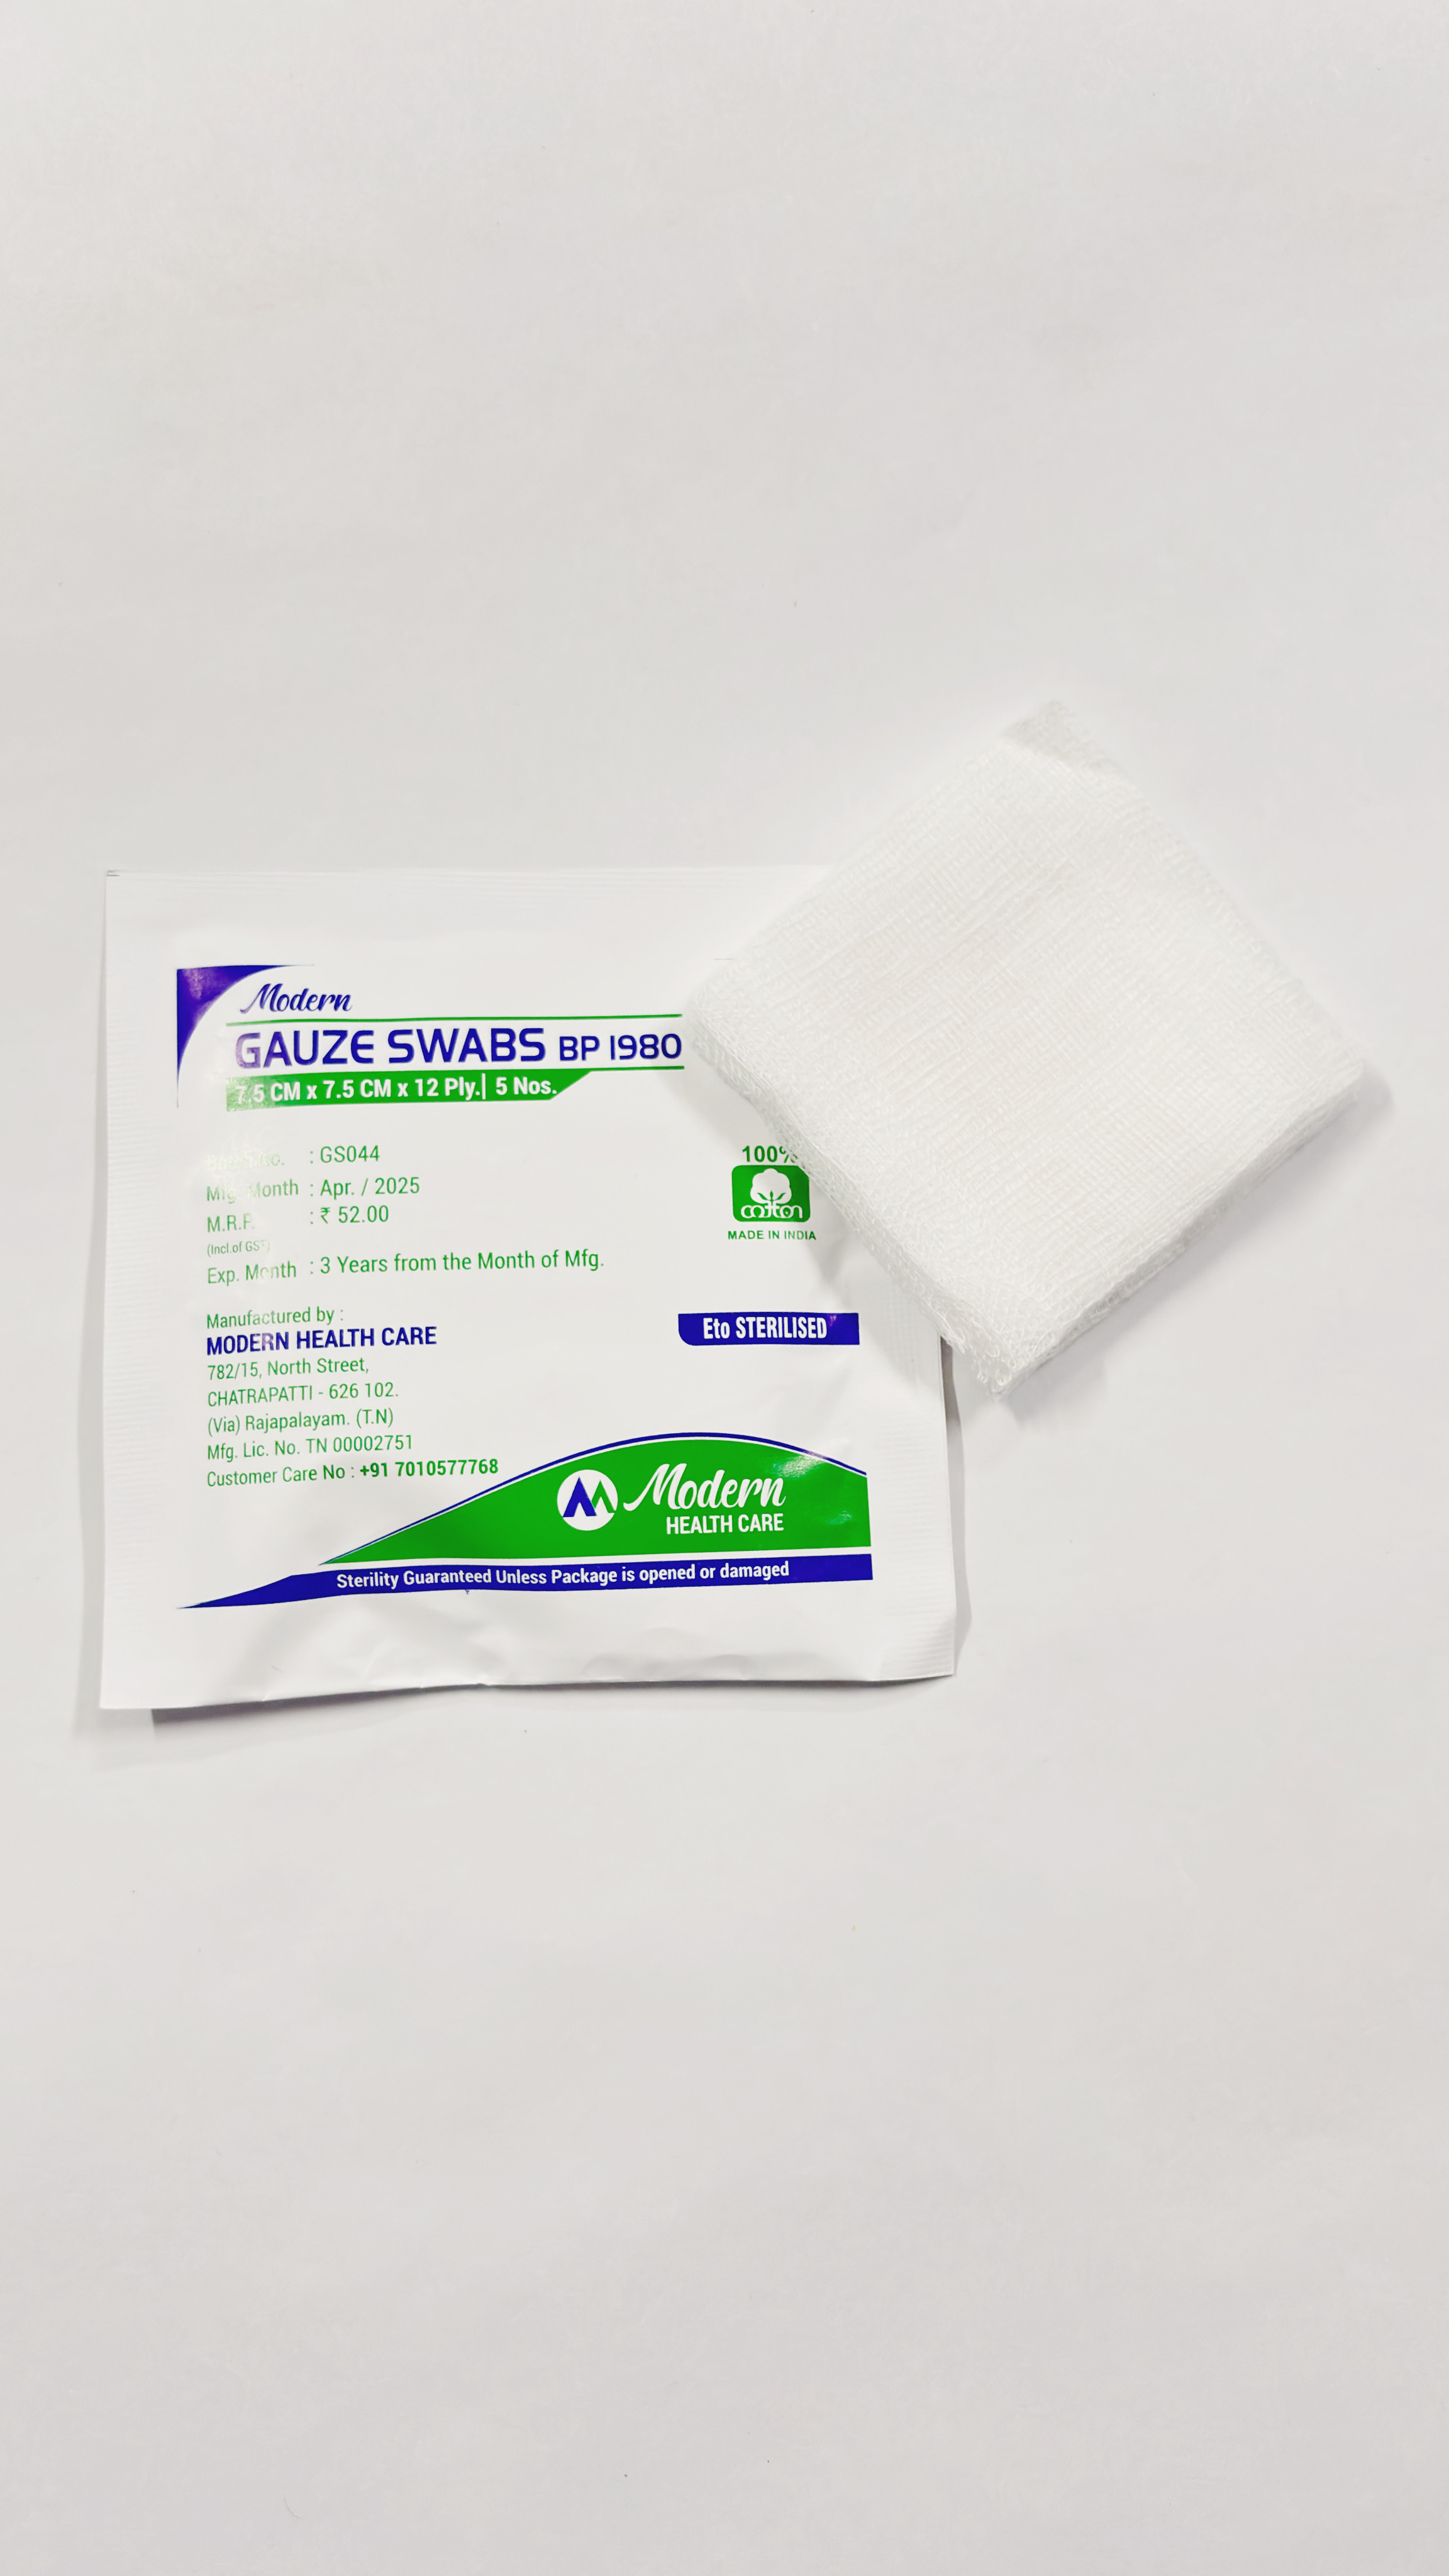 Modern
GAUZE SWABS BP 1980
7.5 CM x 7.5 CM x 12 Ply. | 5 Nos.
No. : GS044
Mfg. Month : Apr. / 2025
M.R.P. : ₹ 52.00
(Incl.of GST)
Exp. Month : 3 Years from the Month of Mfg.
100%
cotton
MADE IN INDIA
Manufactured by :
MODERN HEALTH CARE
782/15, North Street,
CHATRAPATTI - 626 102.
(Via) Rajapalayam. (T.N)
Mfg. Lic. No. TN 00002751
Customer Care No : +91 7010577768
Eto STERILISED
Modern
HEALTH CARE
Sterility Guaranteed Unless Package is opened or damaged